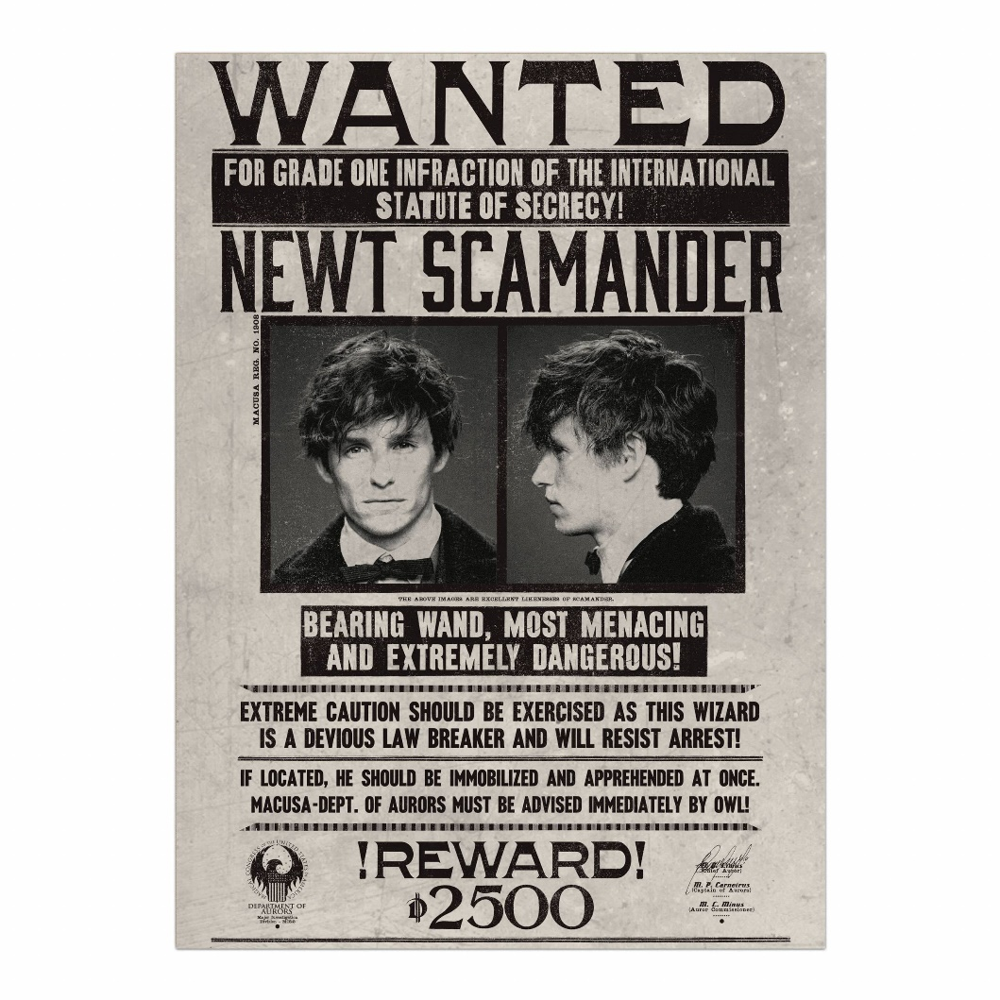 WANTED
FOR GRADE ONE INFRACTION OF THE INTERNATIONAL
STATUTE OF SECRECY!
NEWT SCAMANDER
MACUSA REG. NO. 1908
THE ABOVE IMAGES ARE EXCELLENT LIKENESSES OF SCAMANDER.
BEARING WAND, MOST MENACING
AND EXTREMELY DANGEROUS!
EXTREME CAUTION SHOULD BE EXERCISED AS THIS WIZARD
IS A DEVIOUS LAW BREAKER AND WILL RESIST ARREST!
IF LOCATED, HE SHOULD BE IMMOBILIZED AND APPREHENDED AT ONCE.
MACUSA-DEPT. OF AURORS MUST BE ADVISED IMMEDIATELY BY OWL!
!REWARD!
2500
DEPARTMENT OF
AURORS
Major Investigation
Division
(Chief Auror)
M. P. Carneirus
(Captain of Aurors)
M. C. Minus
(Auror Commissioner)